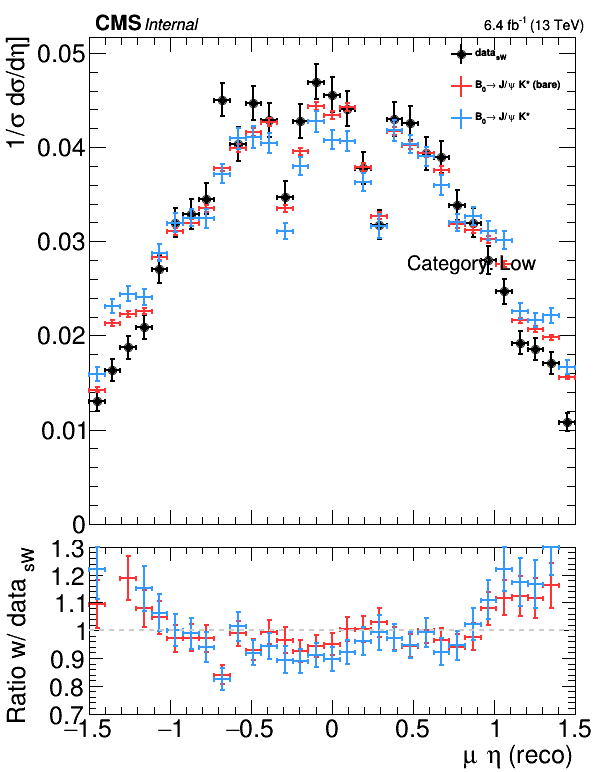 CMS Internal 6.4 fb⁻¹ (13 TeV)
1/σ dσ/dη]
0.05
0.04
0.03
0.02
0.01
0
data_sW
B₀→ J/ψ K* (bare)
B₀→ J/ψ K*
Category Low
Ratio w/ data _sW
1.3
1.2
1.1
1
0.9
0.8
0.7
−1.5 −1 −0.5 0 0.5 1 1.5
μ η (reco)